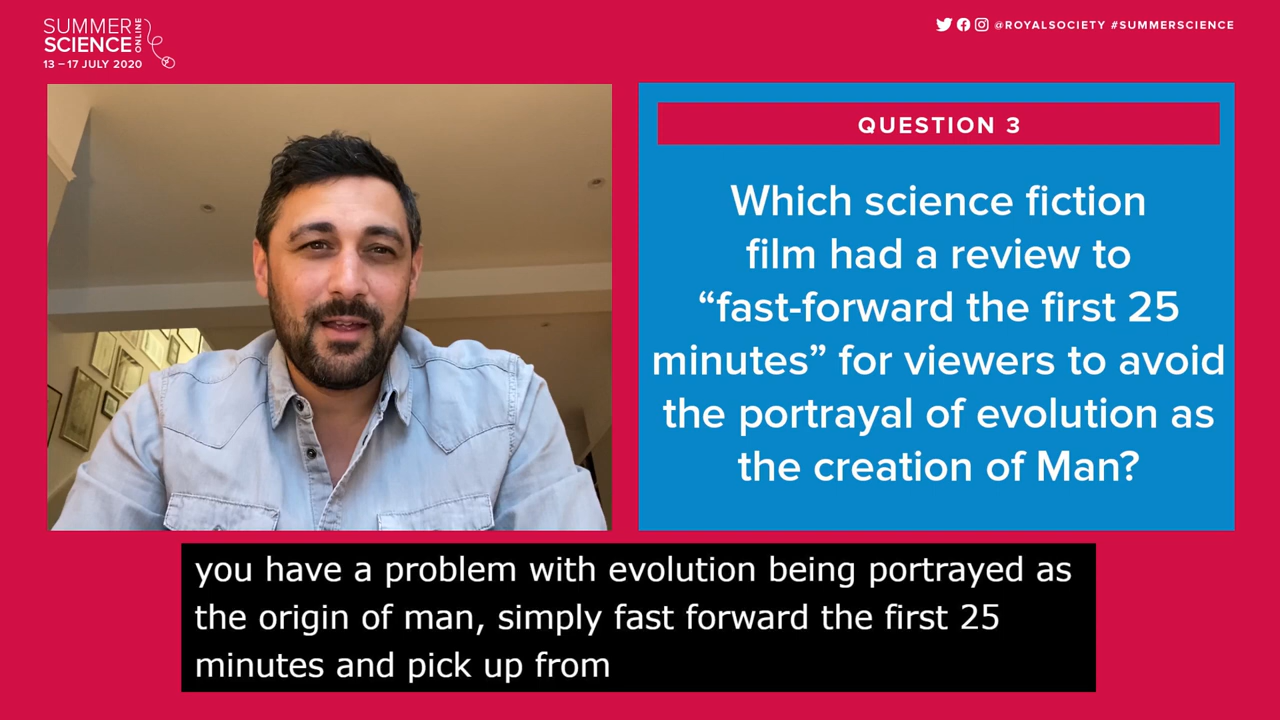 SUMMER
SCIENCE
ONLINE
13 – 17 JULY 2020
@ROYALSOCIETY #SUMMERSCIENCE
QUESTION 3
Which science fiction
film had a review to
“fast-forward the first 25
minutes” for viewers to avoid
the portrayal of evolution as
the creation of Man?
you have a problem with evolution being portrayed as
the origin of man, simply fast forward the first 25
minutes and pick up from